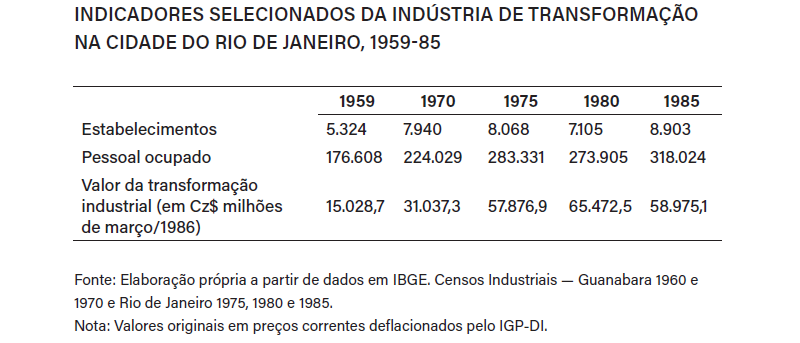 INDICADORES SELECIONADOS DA INDÚSTRIA DE TRANSFORMAÇÃO
NA CIDADE DO RIO DE JANEIRO, 1959-85
1959 1970 1975 1980 1985
Estabelecimentos 5.324 7.940 8.068 7.105 8.903
Pessoal ocupado 176.608 224.029 283.331 273.905 318.024
Valor da transformação
industrial (em Cz$ milhões 15.028,7 31.037,3 57.876,9 65.472,5 58.975,1
de março/1986)
Fonte: Elaboração própria a partir de dados em IBGE. Censos Industriais — Guanabara 1960 e
1970 e Rio de Janeiro 1975, 1980 e 1985.
Nota: Valores originais em preços correntes deflacionados pelo IGP-DI.